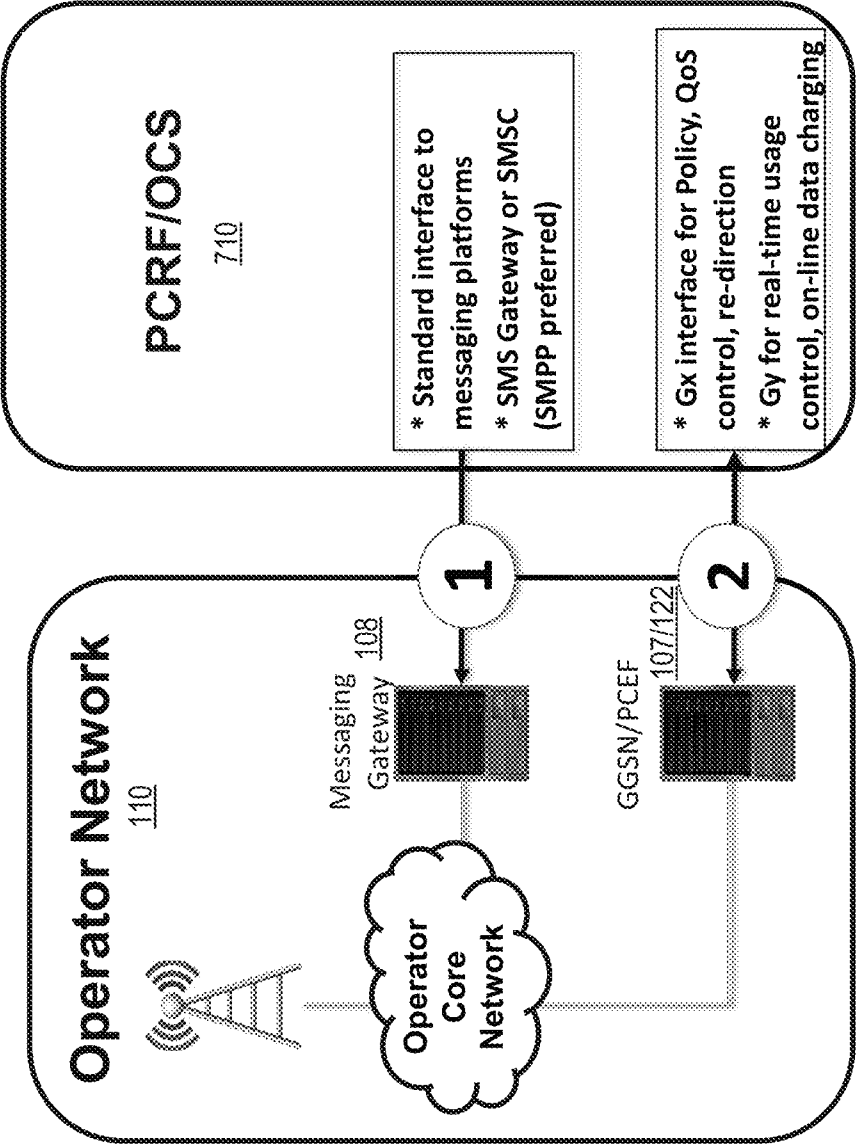 Operator Network
110
Operator
Core
Network
Messaging
Gateway
108
GGSN/PCEF
107/122
1
2
PCRF/OCS
710
* Standard interface to
messaging platforms
* SMS Gateway or SMSC
(SMPP preferred)
* Gx interface for Policy, QoS
control, re-direction
* Gy for real-time usage
control, on-line data charging